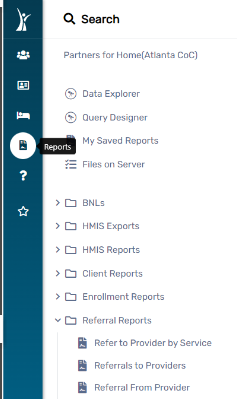 Search
Partners for Home(Atlanta CoC)
Data Explorer
Query Designer
My Saved Reports
Reports
Files on Server
BNLs
HMIS Exports
HMIS Reports
Client Reports
Enrollment Reports
Referral Reports
Refer to Provider by Service
Referrals to Providers
Referral From Provider